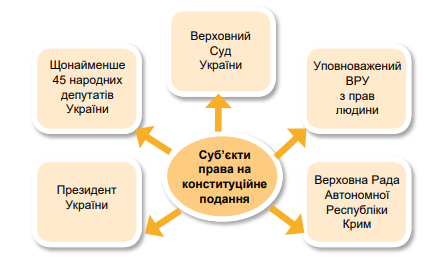 Верховний
Суд
України
Щонайменше
45 народних
депутатів
України
Уповноважений
ВРУ
з прав
людини
Суб'єкти
права на
конституційне
подання
Президент
України
Верховна Рада
Автономної
Республіки
Крим